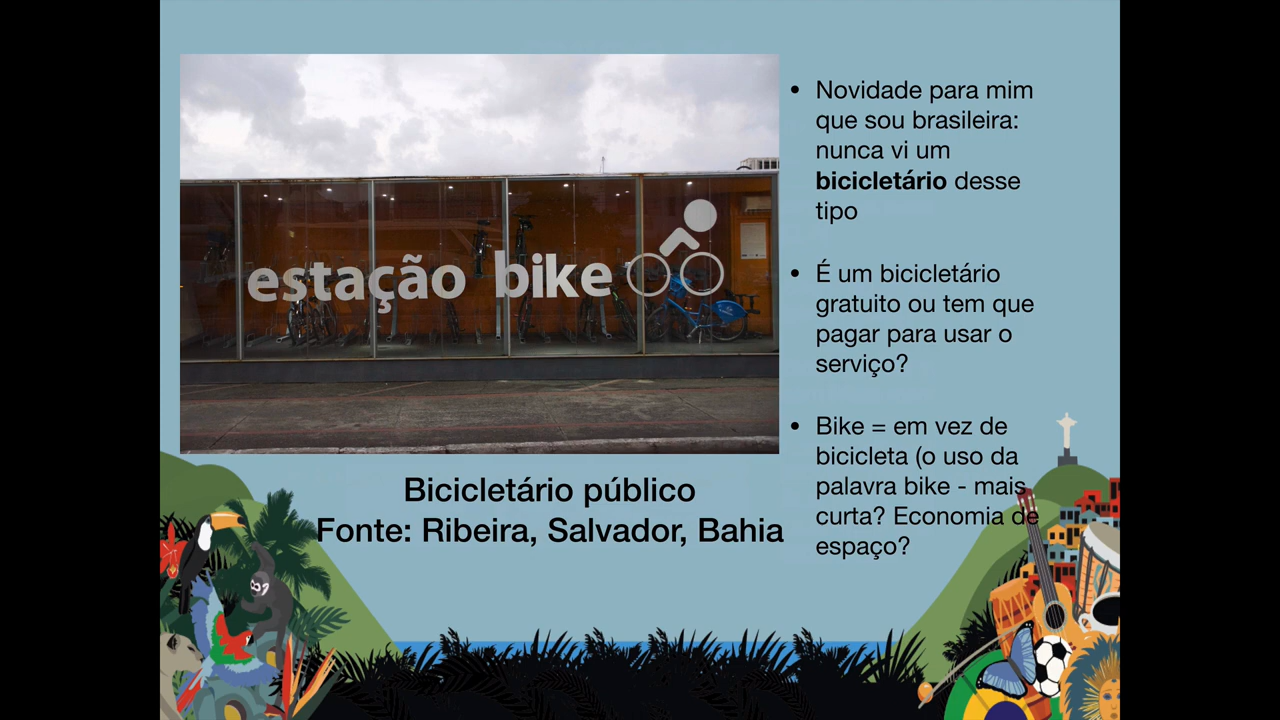 estação bike
Bicicletário público
Fonte: Ribeira, Salvador, Bahia
• Novidade para mim
que sou brasileira:
nunca vi um
bicicletário desse
tipo
• É um bicicletário
gratuito ou tem que
pagar para usar o
serviço?
• Bike = em vez de
bicicleta (o uso da
palavra bike - mais
curta? Economia de
espaço?